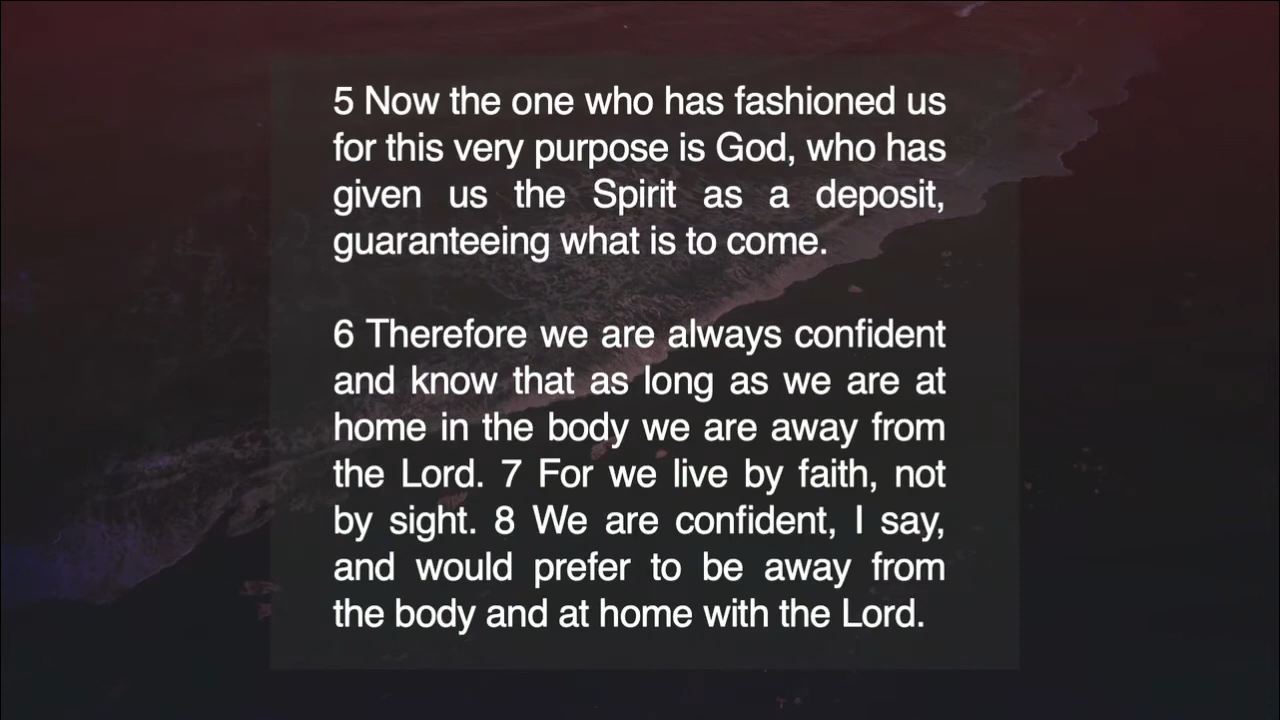 5 Now the one who has fashioned us
for this very purpose is God, who has
given us the Spirit as a deposit,
guaranteeing what is to come.
6 Therefore we are always confident
and know that as long as we are at
home in the body we are away from
the Lord. 7 For we live by faith, not
by sight. 8 We are confident, I say,
and would prefer to be away from
the body and at home with the Lord.